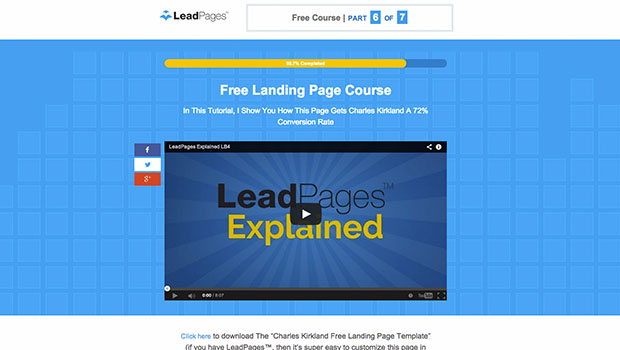 LeadPages™
Free Course | PART 6 OF 7
85.7% Completed
Free Landing Page Course
In This Tutorial, I Show You How This Page Gets Charles Kirkland A 72%
Conversion Rate
LeadPages Explained LB4
LeadPages™
Explained
0:00 / 8:07
YouTube
Click here to download The "Charles Kirkland Free Landing Page Template"
(if you have LeadPages™, then it's super easy to customize this page in